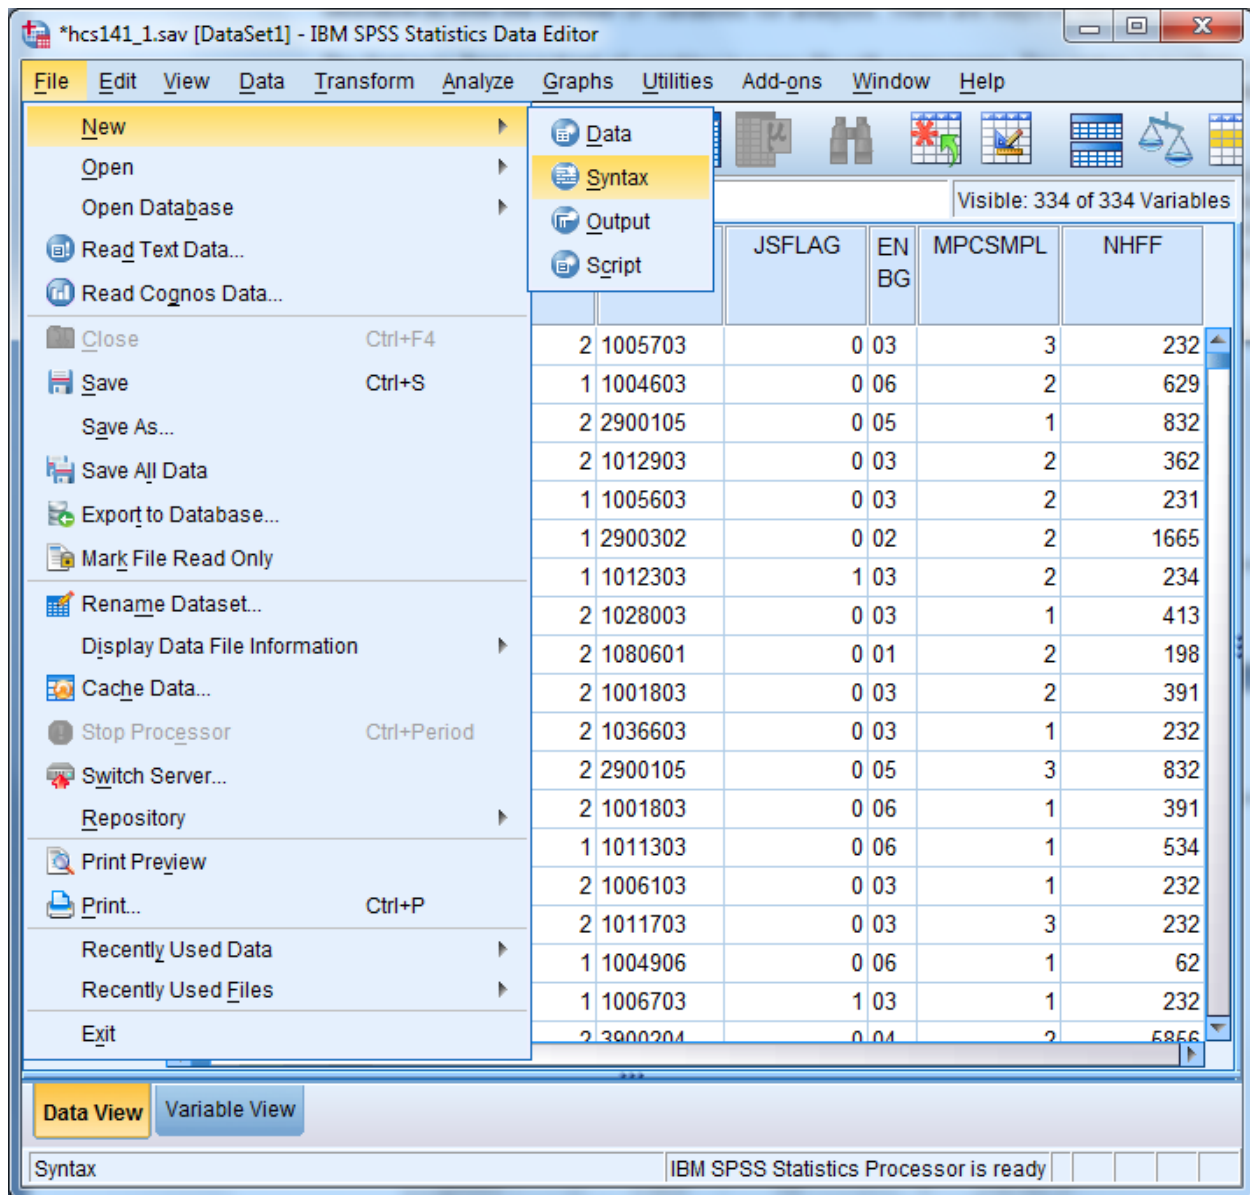 *hcs141_1.sav [DataSet1] - IBM SPSS Statistics Data Editor
File Edit View Data Transform Analyze Graphs Utilities Add-ons Window Help
New
Open
Open Database
Read Text Data...
Read Cognos Data...
Close Ctrl+F4
Save Ctrl+S
Save As...
Save All Data
Export to Database...
Mark File Read Only
Rename Dataset...
Display Data File Information
Cache Data...
Stop Processor Ctrl+Period
Switch Server...
Repository
Print Preview
Print... Ctrl+P
Recently Used Data
Recently Used Files
Exit
Data
Syntax
Output
Script
Visible: 334 of 334 Variables
JSFLAG EN BG MPCSMPL NHFF
2 1005703 0 03 3 232
1 1004603 0 06 2 629
2 2900105 0 05 1 832
2 1012903 0 03 2 362
1 1005603 0 03 2 231
1 2900302 0 02 2 1665
1 1012303 1 03 2 234
2 1028003 0 03 1 413
2 1080601 0 01 2 198
2 1001803 0 03 2 391
2 1036603 0 03 1 232
2 2900105 0 05 3 832
2 1001803 0 06 1 391
1 1011303 0 06 1 534
2 1006103 0 03 1 232
2 1011703 0 03 3 232
1 1004906 0 06 1 62
1 1006703 1 03 1 232
2 3900204 0 04 2
Data View Variable View
Syntax IBM SPSS Statistics Processor is ready